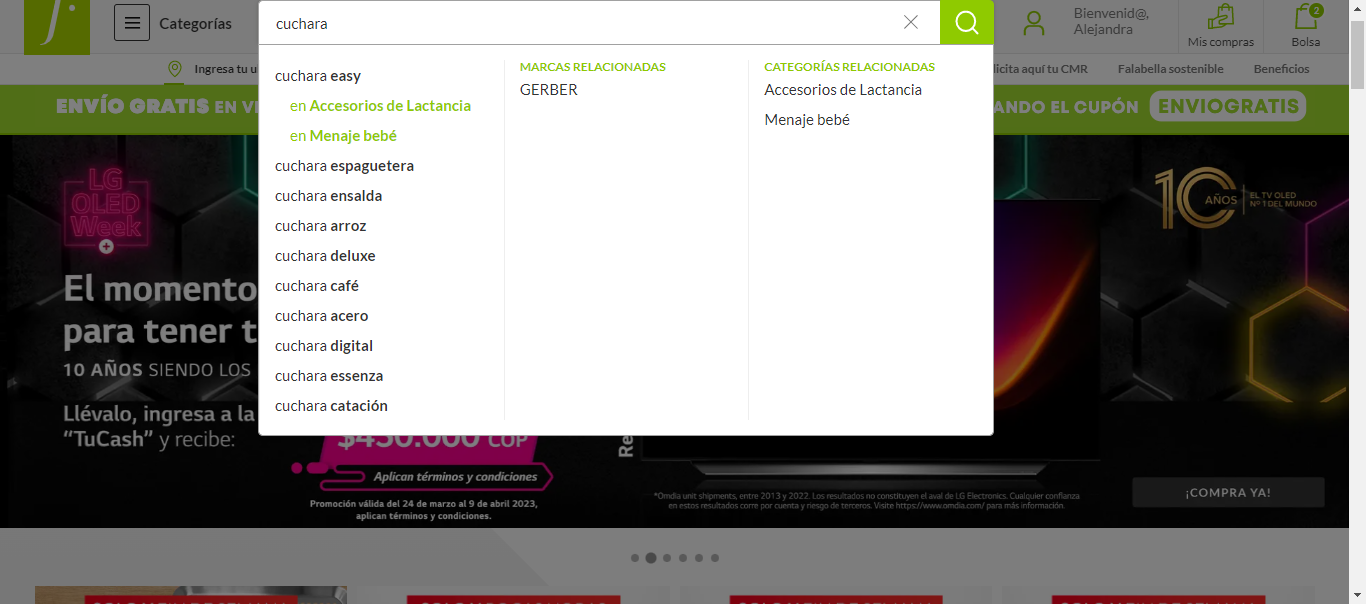 f.
Categorías
cuchara
Bienvenid@,
Alejandra
Mis compras
2
Bolsa
Ingresa tu u
licita aquí tu CMR
Falabella sostenible
Beneficios
ENVÍO GRATIS EN
ANDO EL CUPÓN ENVIOGRATIS
cuchara easy
en Accesorios de Lactancia
en Menaje bebé
cuchara espaguetera
cuchara ensalda
cuchara arroz
cuchara deluxe
cuchara café
cuchara acero
cuchara digital
cuchara essenza
cuchara catación
MARCAS RELACIONADAS
GERBER
CATEGORÍAS RELACIONADAS
Accesorios de Lactancia
Menaje bebé
LG
OLED
Week
El momento
para tener t
10 AÑOS SIENDO LOS
Llévalo, ingresa a la
“TuCash” y recibe:
$450.000 COP
Aplican términos y condiciones
Promoción válida del 24 de marzo al 9 de abril 2023,
aplican términos y condiciones.
Re
10 AÑOS
EL TV OLED
Nº 1 DEL MUNDO
*Omdia unit shipments, entre 2013 y 2022. Los resultados no constituyen el aval de LG Electronics. Cualquier confianza
en estos resultados corre por cuenta y riesgo de terceros. Visite https://www.omdia.com/ para más información.
¡COMPRA YA!